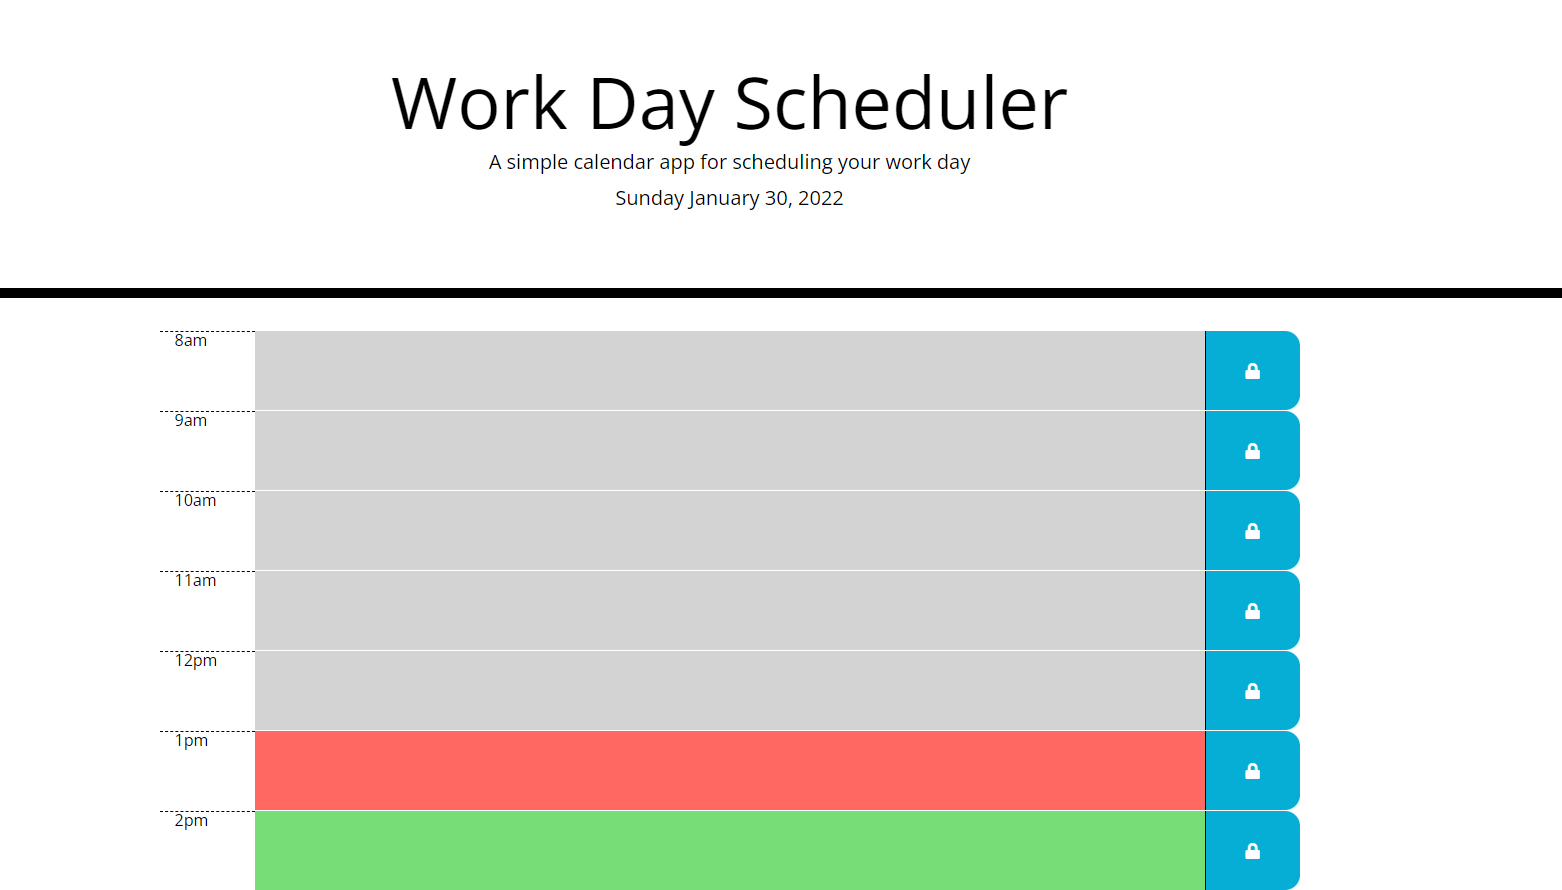 Work Day Scheduler
A simple calendar app for scheduling your work day
Sunday January 30, 2022
8am
9am
10am
11am
12pm
1pm
2pm